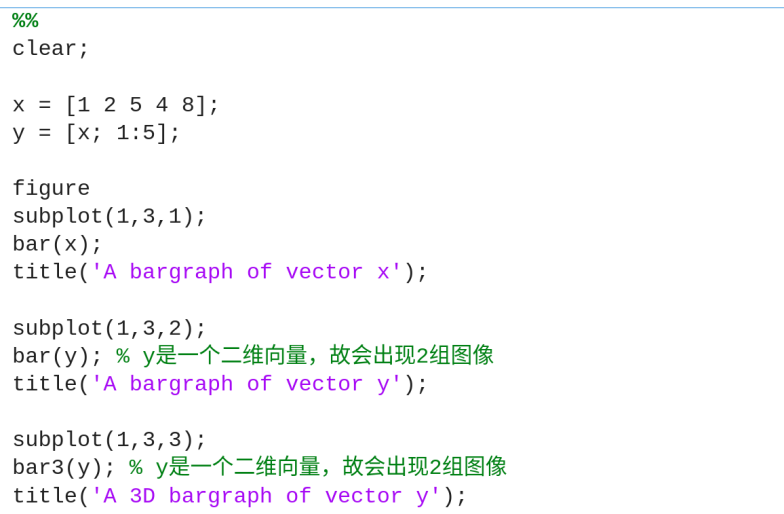 %%
clear;
x = [1 2 5 4 8];
y = [x; 1:5];
figure
subplot(1,3,1);
bar(x);
title('A bargraph of vector x');
subplot(1,3,2);
bar(y); % y是一个二维向量，故会出现2组图像
title('A bargraph of vector y');
subplot(1,3,3);
bar3(y); % y是一个二维向量，故会出现2组图像
title('A 3D bargraph of vector y');